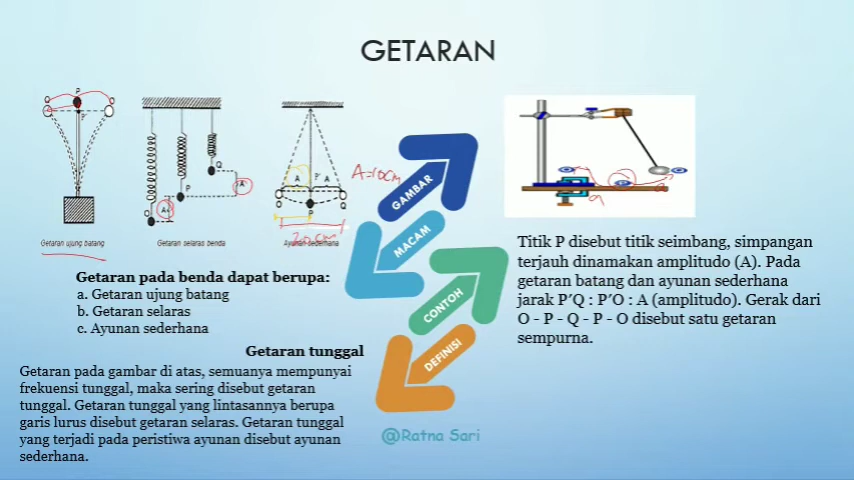 GETARAN
P
O
O
P'
Getaran ujung batang
Q
A
P
A
O
Getaran selaras benda
A
P'
A
O
O
P
20 cm
Ayunan sederhana
A=10cm
GAMBAR
MACAM
CONTOH
DEFINISI
Getaran pada benda dapat berupa:
a. Getaran ujung batang
b. Getaran selaras
c. Ayunan sederhana
Getaran tunggal
Getaran pada gambar di atas, semuanya mempunyai
frekuensi tunggal, maka sering disebut getaran
tunggal. Getaran tunggal yang lintasannya berupa
garis lurus disebut getaran selaras. Getaran tunggal
yang terjadi pada peristiwa ayunan disebut ayunan
sederhana.
Titik P disebut titik seimbang, simpangan
terjauh dinamakan amplitudo (A). Pada
getaran batang dan ayunan sederhana
jarak P′Q : P′O : A (amplitudo). Gerak dari
O - P - Q - P - O disebut satu getaran
sempurna.
@Ratna Sari